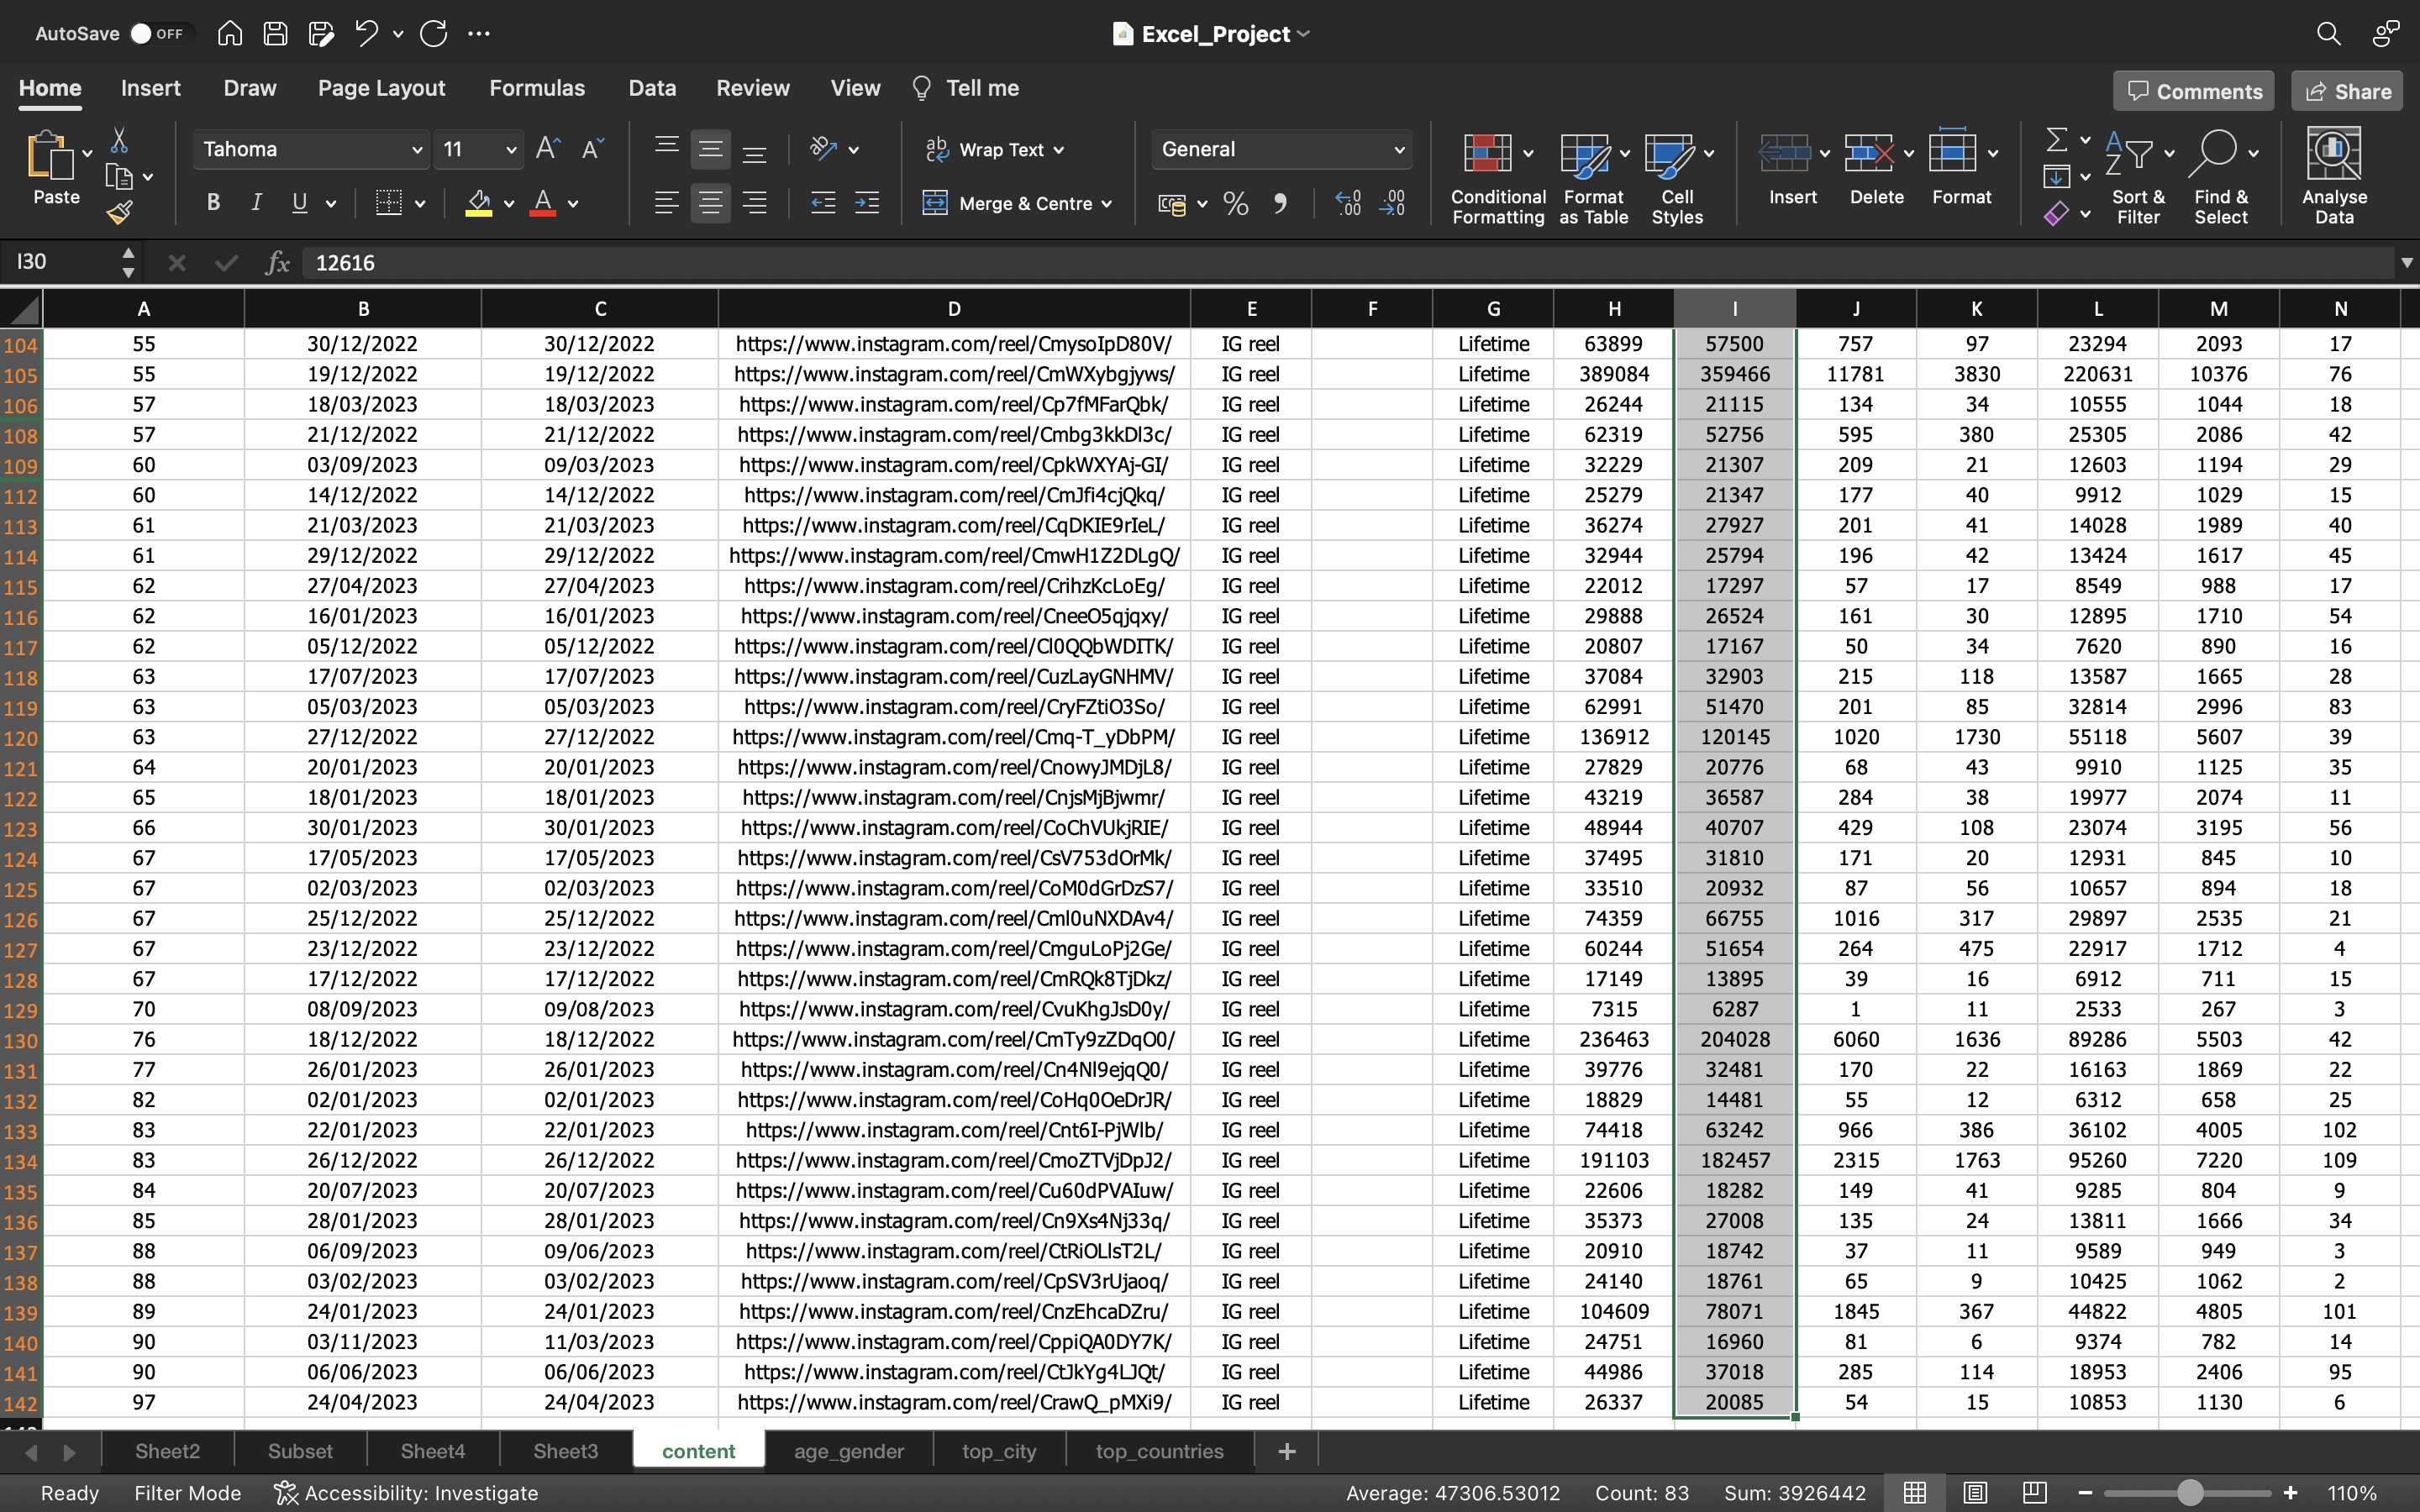 AutoSave OFF Excel_Project
Home Insert Draw Page Layout Formulas Data Review View Tell me Comments Share
Paste Tahoma 11 A A B I U A ab c Wrap Text Merge & Centre General % 9 .00 .00 Conditional Formatting Format as Table Cell Styles Insert Delete Format Sort & Filter Find & Select Analyse Data
I30 fx 12616
A B C D E F G H I J K L M N
104 55 30/12/2022 30/12/2022 https://www.instagram.com/reel/CmysoIpD80V/ IG reel Lifetime 63899 57500 757 97 23294 2093 17
105 55 19/12/2022 19/12/2022 https://www.instagram.com/reel/CmWXybgjyws/ IG reel Lifetime 389084 359466 11781 3830 220631 10376 76
106 57 18/03/2023 18/03/2023 https://www.instagram.com/reel/Cp7fMFarQbk/ IG reel Lifetime 26244 21115 134 34 10555 1044 18
108 57 21/12/2022 21/12/2022 https://www.instagram.com/reel/Cmbg3kkDl3c/ IG reel Lifetime 62319 52756 595 380 25305 2086 42
109 60 03/09/2023 09/03/2023 https://www.instagram.com/reel/CpkWXYAj-GI/ IG reel Lifetime 32229 21307 209 21 12603 1194 29
112 60 14/12/2022 14/12/2022 https://www.instagram.com/reel/CmJfi4cjQkq/ IG reel Lifetime 25279 21347 177 40 9912 1029 15
113 61 21/03/2023 21/03/2023 https://www.instagram.com/reel/CqDKIE9rIeL/ IG reel Lifetime 36274 27927 201 41 14028 1989 40
114 61 29/12/2022 29/12/2022 https://www.instagram.com/reel/CmwH1Z2DLgQ/ IG reel Lifetime 32944 25794 196 42 13424 1617 45
115 62 27/04/2023 27/04/2023 https://www.instagram.com/reel/CrihzKcLoEg/ IG reel Lifetime 22012 17297 57 17 8549 988 17
116 62 16/01/2023 16/01/2023 https://www.instagram.com/reel/CneeO5qjqxy/ IG reel Lifetime 29888 26524 161 30 12895 1710 54
117 62 05/12/2022 05/12/2022 https://www.instagram.com/reel/Cl0QQbWDITK/ IG reel Lifetime 20807 17167 50 34 7620 890 16
118 63 17/07/2023 17/07/2023 https://www.instagram.com/reel/CuzLayGNHMV/ IG reel Lifetime 37084 32903 215 118 13587 1665 28
119 63 05/03/2023 05/03/2023 https://www.instagram.com/reel/CryFZtiO3So/ IG reel Lifetime 62991 51470 201 85 32814 2996 83
120 63 27/12/2022 27/12/2022 https://www.instagram.com/reel/Cmq-T_yDbPM/ IG reel Lifetime 136912 120145 1020 1730 55118 5607 39
121 64 20/01/2023 20/01/2023 https://www.instagram.com/reel/CnowyJMDjL8/ IG reel Lifetime 27829 20776 68 43 9910 1125 35
122 65 18/01/2023 18/01/2023 https://www.instagram.com/reel/CnjsMjBjwmr/ IG reel Lifetime 43219 36587 284 38 19977 2074 11
123 66 30/01/2023 30/01/2023 https://www.instagram.com/reel/CoChVUkjRIE/ IG reel Lifetime 48944 40707 429 108 23074 3195 56
124 67 17/05/2023 17/05/2023 https://www.instagram.com/reel/CsV753dOrMk/ IG reel Lifetime 37495 31810 171 20 12931 845 10
125 67 02/03/2023 02/03/2023 https://www.instagram.com/reel/CoM0dGrDzS7/ IG reel Lifetime 33510 20932 87 56 10657 894 18
126 67 25/12/2022 25/12/2022 https://www.instagram.com/reel/Cml0uNXDAv4/ IG reel Lifetime 74359 66755 1016 317 29897 2535 21
127 67 23/12/2022 23/12/2022 https://www.instagram.com/reel/CmguLoPj2Ge/ IG reel Lifetime 60244 51654 264 475 22917 1712 4
128 67 17/12/2022 17/12/2022 https://www.instagram.com/reel/CmRQk8TjDkz/ IG reel Lifetime 17149 13895 39 16 6912 711 15
129 70 08/09/2023 09/08/2023 https://www.instagram.com/reel/CvuKhgJsD0y/ IG reel Lifetime 7315 6287 1 11 2533 267 3
130 76 18/12/2022 18/12/2022 https://www.instagram.com/reel/CmTy9zZDqO0/ IG reel Lifetime 236463 204028 6060 1636 89286 5503 42
131 77 26/01/2023 26/01/2023 https://www.instagram.com/reel/Cn4Nl9ejqQ0/ IG reel Lifetime 39776 32481 170 22 16163 1869 22
132 82 02/01/2023 02/01/2023 https://www.instagram.com/reel/CoHq0OeDrJR/ IG reel Lifetime 18829 14481 55 12 6312 658 25
133 83 22/01/2023 22/01/2023 https://www.instagram.com/reel/Cnt6I-PjWlb/ IG reel Lifetime 74418 63242 966 386 36102 4005 102
134 83 26/12/2022 26/12/2022 https://www.instagram.com/reel/CmoZTVjDpJ2/ IG reel Lifetime 191103 182457 2315 1763 95260 7220 109
135 84 20/07/2023 20/07/2023 https://www.instagram.com/reel/Cu60dPVAIuw/ IG reel Lifetime 22606 18282 149 41 9285 804 9
136 85 28/01/2023 28/01/2023 https://www.instagram.com/reel/Cn9Xs4Nj33q/ IG reel Lifetime 35373 27008 135 24 13811 1666 34
137 88 06/09/2023 09/06/2023 https://www.instagram.com/reel/CtRiOLlsT2L/ IG reel Lifetime 20910 18742 37 11 9589 949 3
138 88 03/02/2023 03/02/2023 https://www.instagram.com/reel/CpSV3rUjaoq/ IG reel Lifetime 24140 18761 65 9 10425 1062 2
139 89 24/01/2023 24/01/2023 https://www.instagram.com/reel/CnzEhcaDZru/ IG reel Lifetime 104609 78071 1845 367 44822 4805 101
140 90 03/11/2023 11/03/2023 https://www.instagram.com/reel/CppiQA0DY7K/ IG reel Lifetime 24751 16960 81 6 9374 782 14
141 90 06/06/2023 06/06/2023 https://www.instagram.com/reel/CtJkYg4LJQt/ IG reel Lifetime 44986 37018 285 114 18953 2406 95
142 97 24/04/2023 24/04/2023 https://www.instagram.com/reel/CrawQ_pMXi9/ IG reel Lifetime 26337 20085 54 15 10853 1130 6
Sheet2 Subset Sheet4 Sheet3 content age_gender top_city top_countries +
Ready Filter Mode Accessibility: Investigate Average: 47306.53012 Count: 83 Sum: 3926442 110%